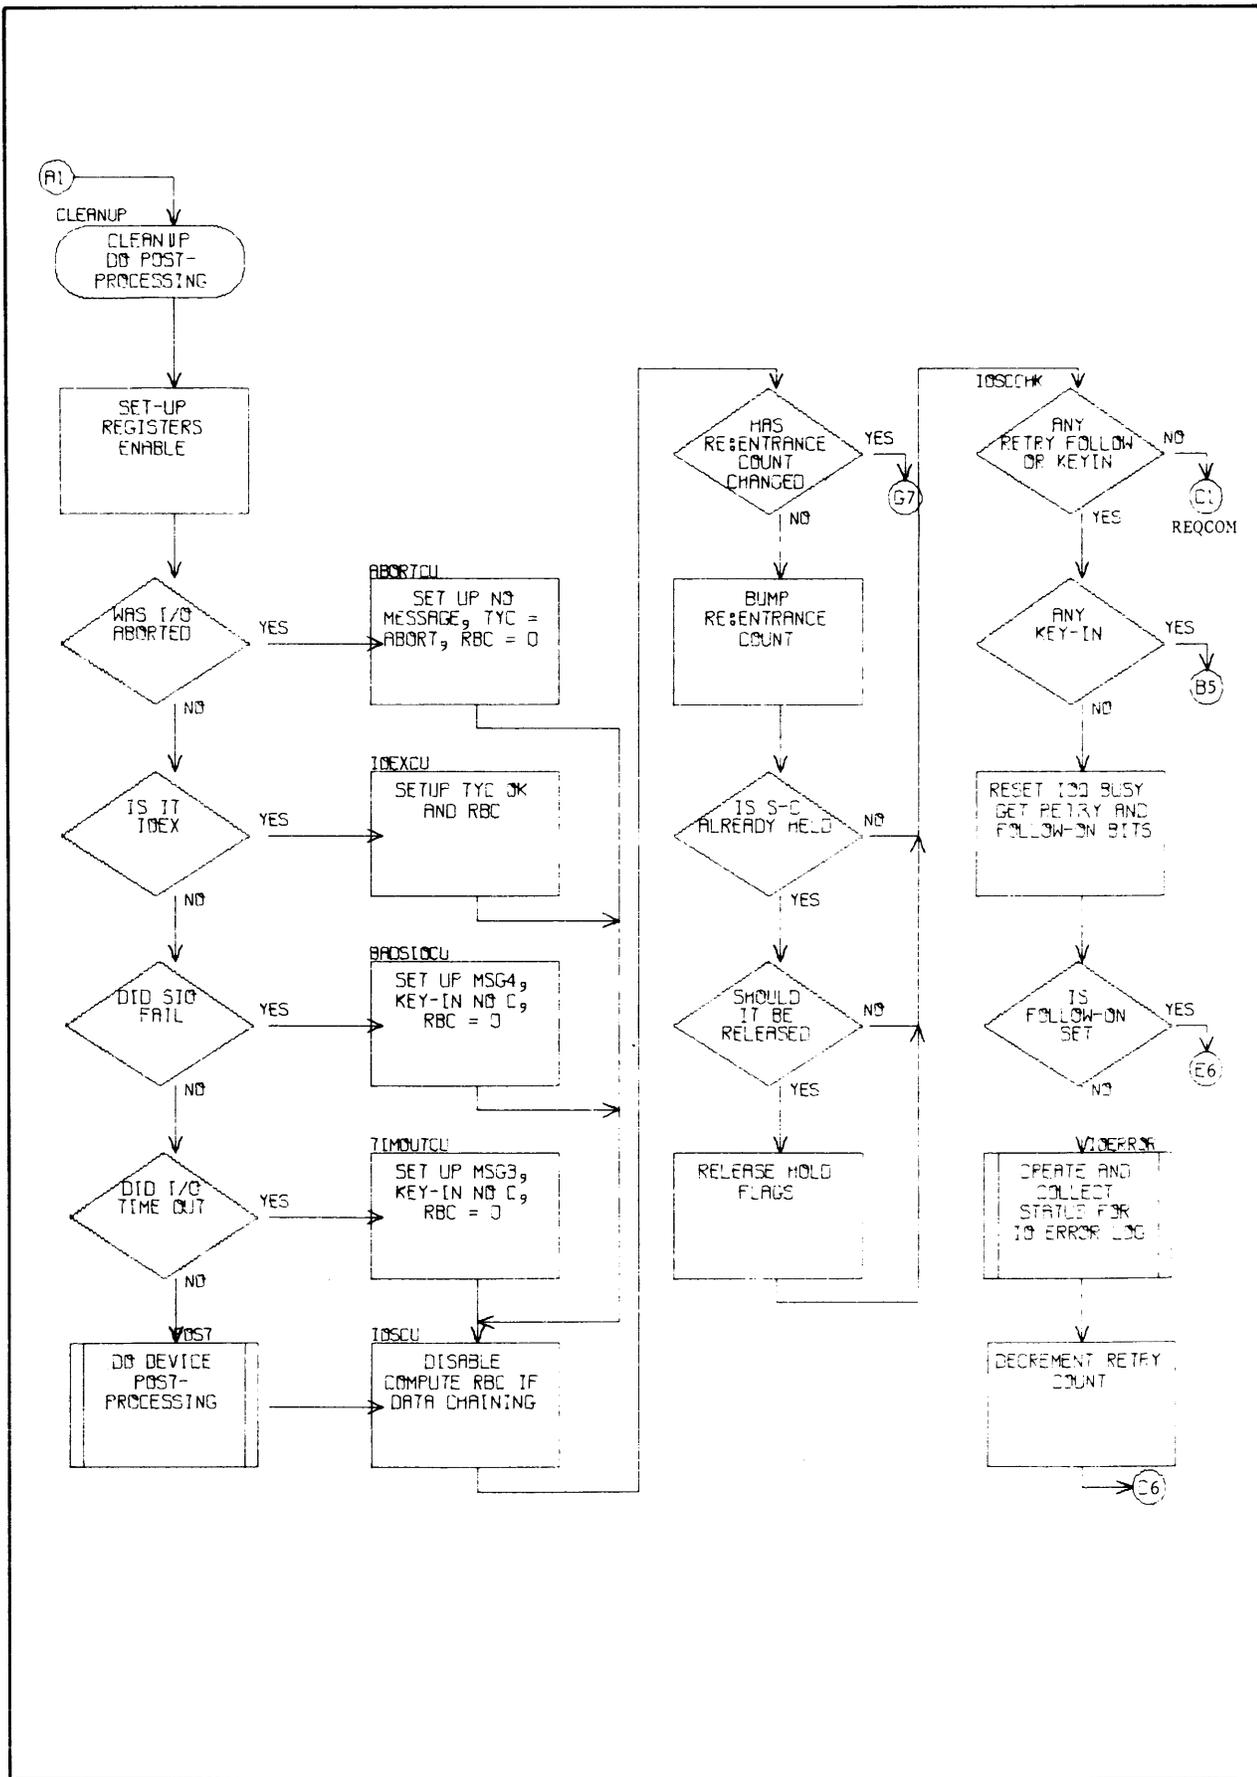 A1
CLEANUP
CLEANUP
DO POST-
PROCESSING
SET-UP
REGISTERS
ENABLE
WAS I/O
ABORTED
YES
NO
ABORTCU
SET UP NO
MESSAGE, TYC =
ABORT, RBC = 0
IS IT
IOEX
YES
NO
IOEXCU
SETUP TYC OK
AND RBC
DID SIO
FAIL
YES
NO
BADSIOCU
SET UP MSG4,
KEY-IN NO C,
RBC = 0
DID I/O
TIME OUT
YES
NO
TIMOUTCU
SET UP MSG3,
KEY-IN NO C,
RBC = 0
POST
DO DEVICE
POST-
PROCESSING
IOSCU
DISABLE
COMPUTE RBC IF
DATA CHAINING
HAS
RE:ENTRANCE
COUNT
CHANGED
YES
G7
NO
BUMP
RE:ENTRANCE
COUNT
IS S-C
ALREADY HELD
NO
YES
SHOULD
IT BE
RELEASED
NO
YES
RELEASE HOLD
FLAGS
IOSCCHK
ANY
RETRY FOLLOW
OR KEYIN
NO
C1
REQCOM
YES
ANY
KEY-IN
YES
B5
NO
RESET IOQ BUSY
GET RETRY AND
FOLLOW-ON BITS
IS
FOLLOW-ON
SET
YES
E6
NO
IOERROR
CREATE AND
COLLECT
STATUS FOR
IO ERROR LOG
DECREMENT RETRY
COUNT